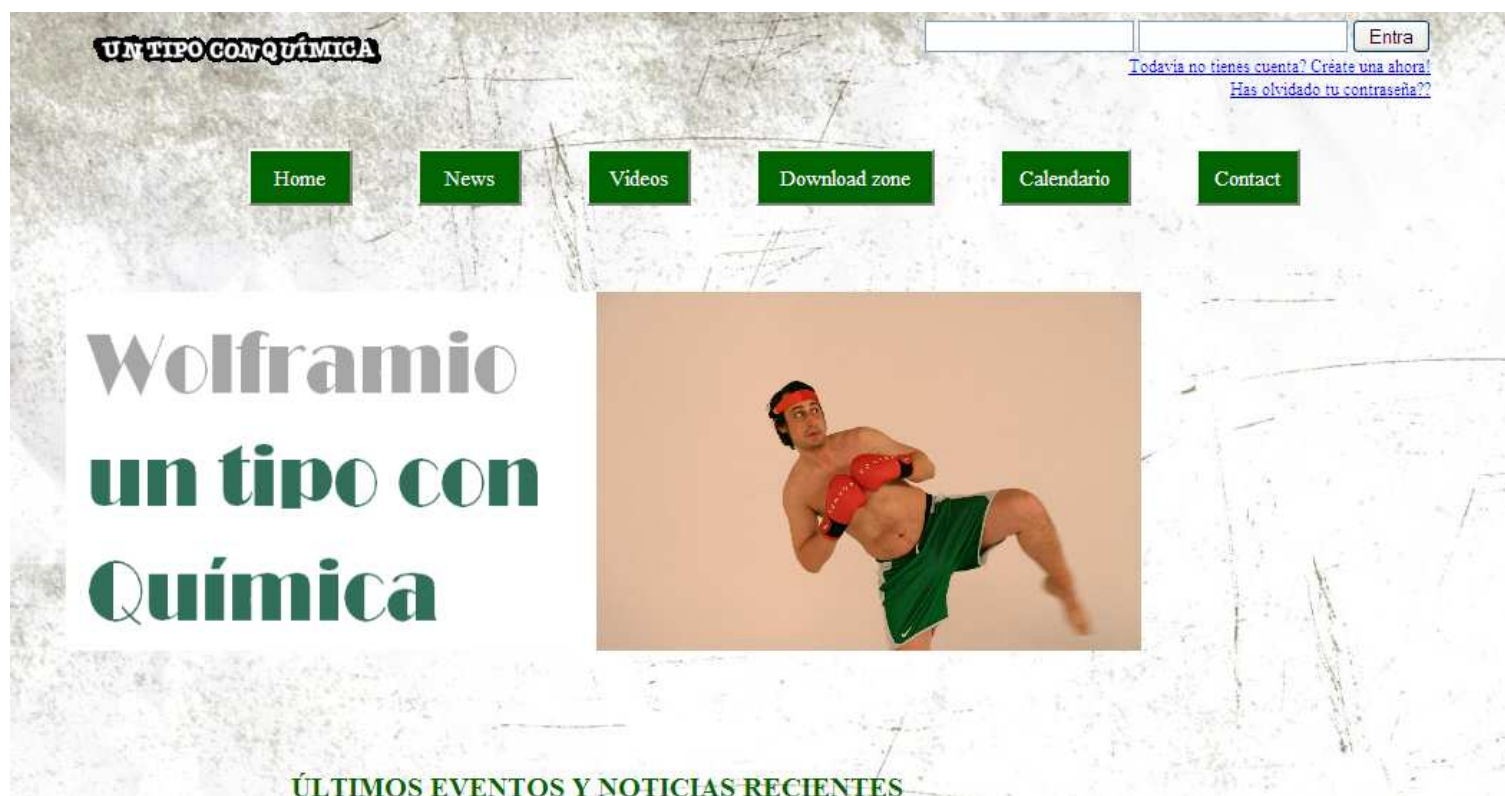 UN TIPO CON QUÍMICA
Entra
Todavia no tienes cuenta? Créate una ahora!
Has olvidado tu contraseña??
Home
News
Videos
Download zone
Calendario
Contact
Wolframio
un tipo con
Química
ÚLTIMOS EVENTOS Y NOTICIAS RECIENTES